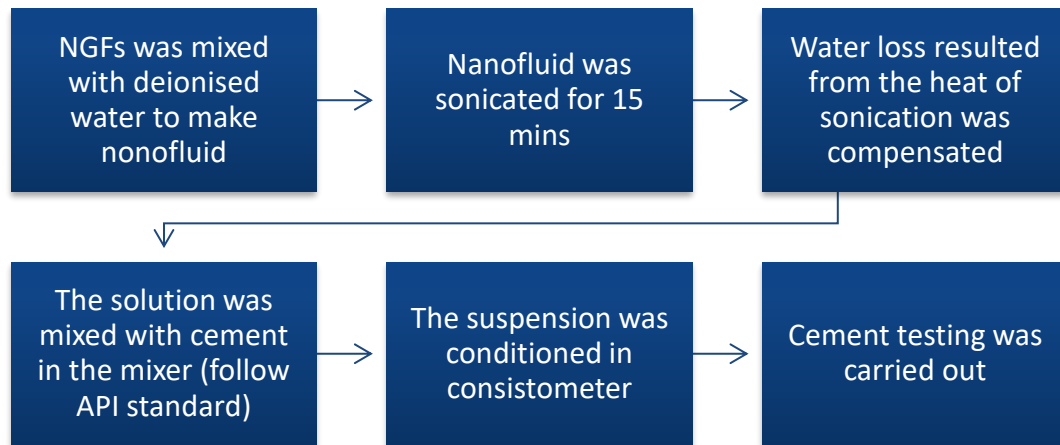 NGFs was mixed
with deionised
water to make
nonofluid
Nanofluid was
sonicated for 15
mins
Water loss resulted
from the heat of
sonication was
compensated
The solution was
mixed with cement
in the mixer (follow
API standard)
The suspension was
conditioned in
consistometer
Cement testing was
carried out